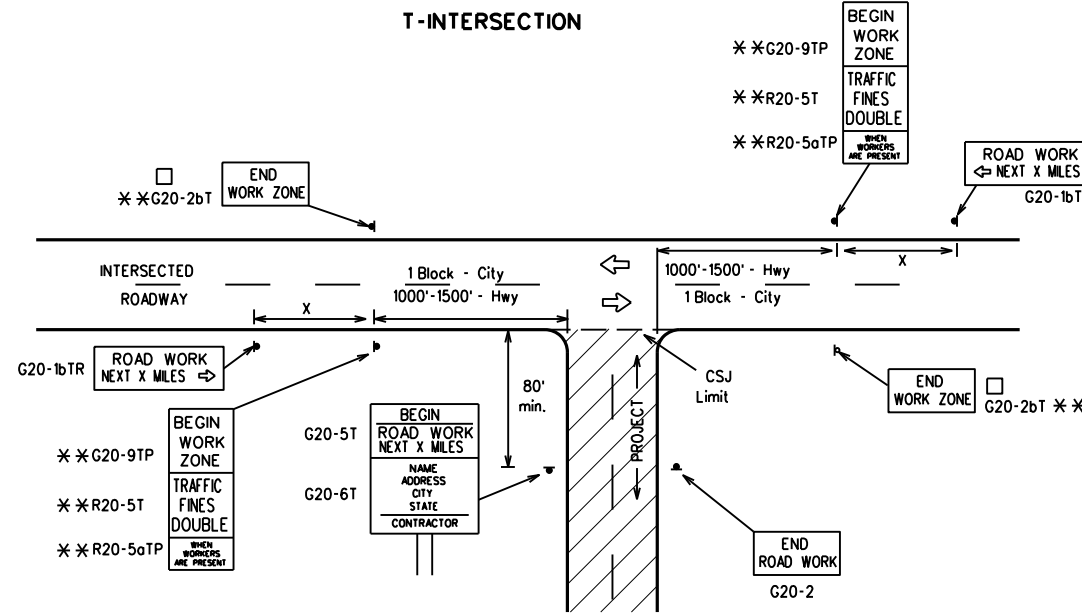 T-INTERSECTION
BEGIN
WORK
ZONE
* *G20-9TP
TRAFFIC
FINES
DOUBLE
* *R20-5T
WHEN
WORKERS
ARE PRESENT
* *R20-5aTP
ROAD WORK
⇦ NEXT X MILES
G20-1bT
END
WORK ZONE
□
* *G20-2bT
INTERSECTED
ROADWAY
1 Block - City
1000'-1500' - Hwy
X
1000'-1500' - Hwy
1 Block - City
X
G20-1bTR
ROAD WORK
NEXT X MILES ⇨
80'
min.
CSJ
Limit
PROJECT
END
WORK ZONE
□
G20-2bT * *
BEGIN
WORK
ZONE
* *G20-9TP
TRAFFIC
FINES
DOUBLE
* *R20-5T
WHEN
WORKERS
ARE PRESENT
* *R20-5aTP
G20-5T
BEGIN
ROAD WORK
NEXT X MILES
G20-6T
NAME
ADDRESS
CITY
STATE
CONTRACTOR
END
ROAD WORK
G20-2